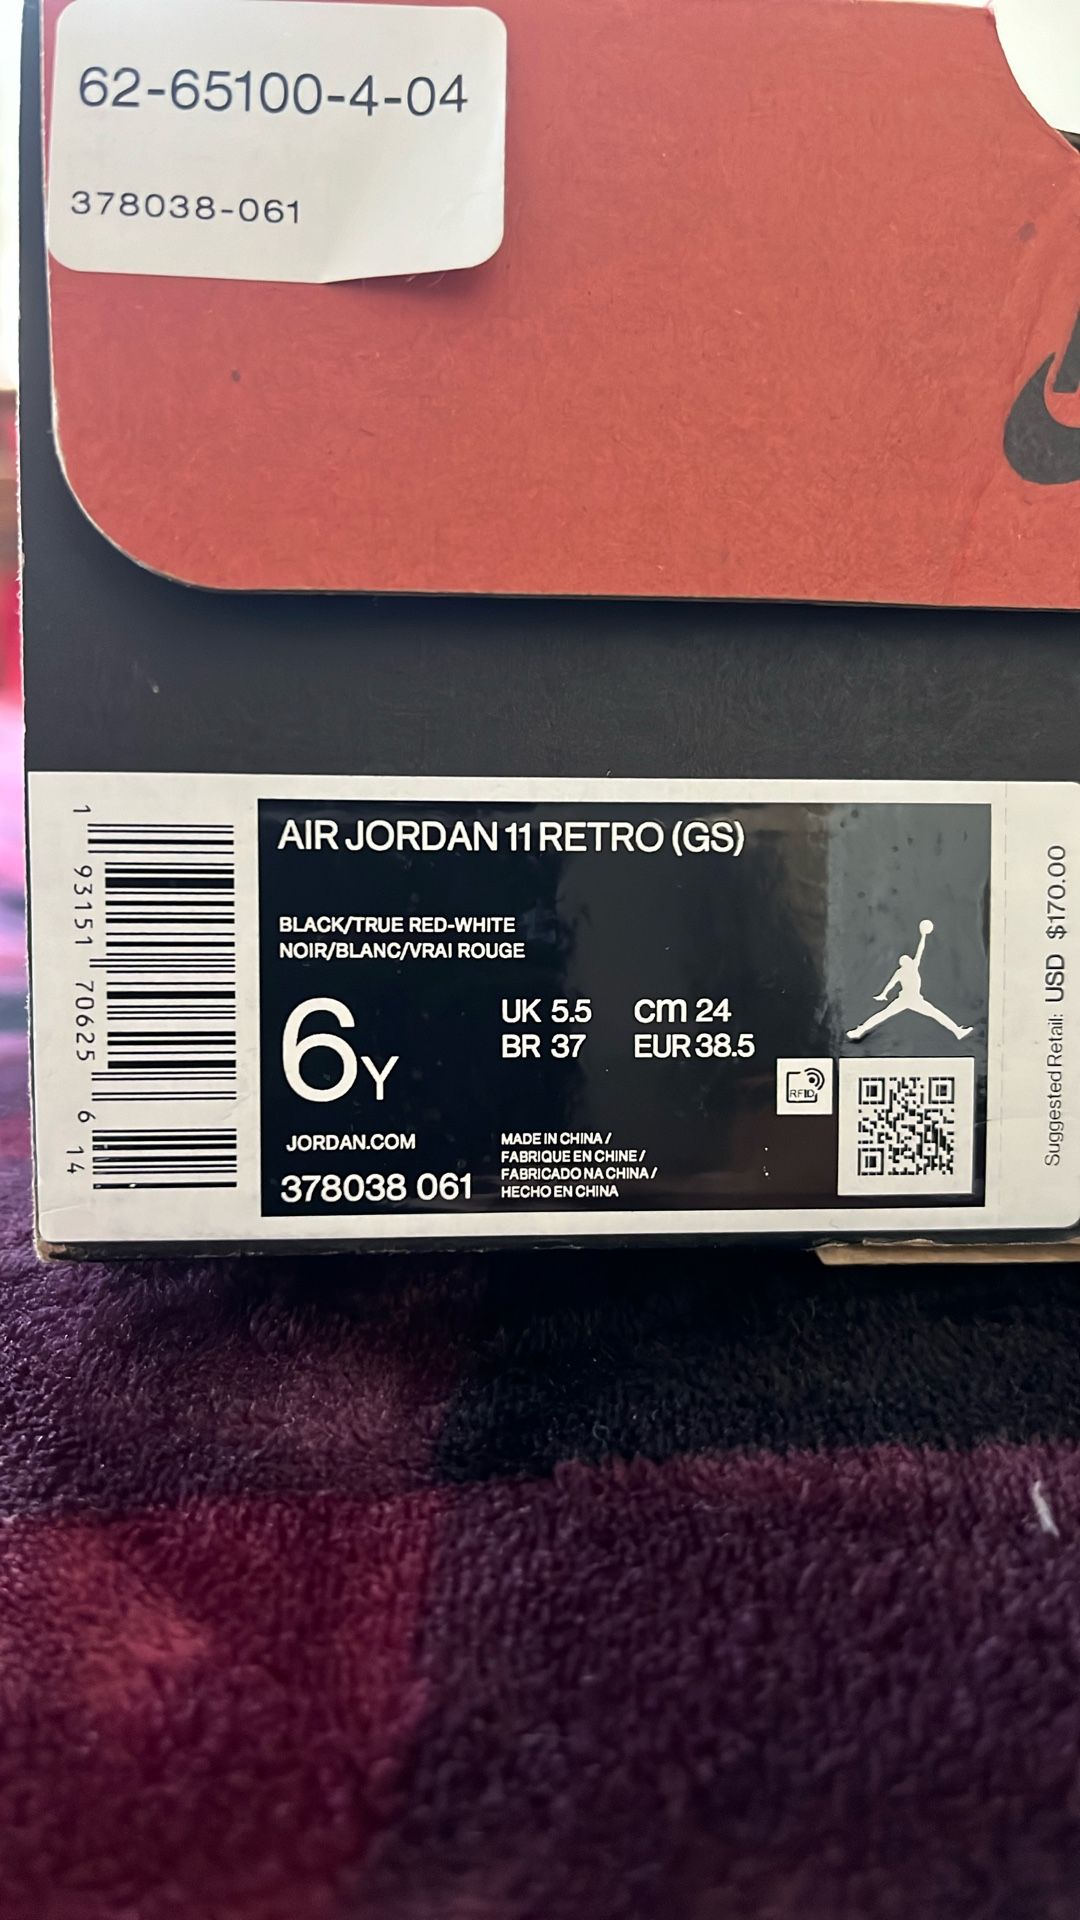 62-65100-4-04
378038-061
AIR JORDAN 11 RETRO (GS)
BLACK/TRUE RED-WHITE
NOIR/BLANC/VRAI ROUGE
6Y
UK 5.5
cm 24
BR 37
EUR 38.5
RFID
JORDAN.COM
378038 061
MADE IN CHINA /
FABRIQUE EN CHINE /
FABRICADO NA CHINA /
HECHO EN CHINA
1 93151 70625 6 14
Suggested Retail: USD $170.00